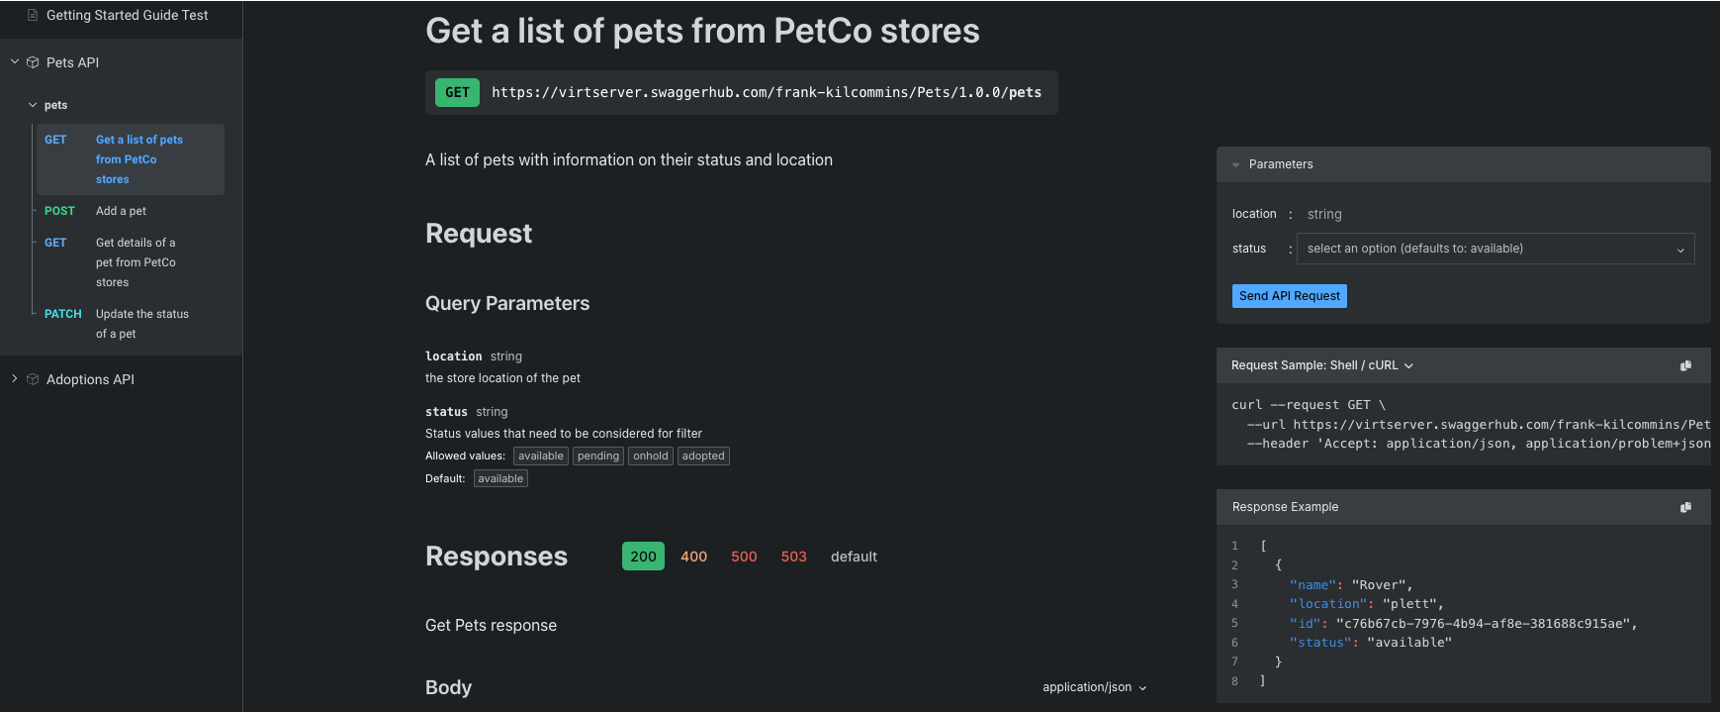 Getting Started Guide Test
Pets API
pets
GET Get a list of pets
from PetCo
stores
POST Add a pet
GET Get details of a
pet from PetCo
stores
PATCH Update the status
of a pet
Adoptions API
Get a list of pets from PetCo stores
GET https://virtserver.swaggerhub.com/frank-kilcommins/Pets/1.0.0/pets
A list of pets with information on their status and location
Request
Query Parameters
location string
the store location of the pet
status string
Status values that need to be considered for filter
Allowed values: available pending onhold adopted
Default: available
Responses 200 400 500 503 default
Get Pets response
Body application/json
Parameters
location : string
status : select an option (defaults to: available)
Send API Request
Request Sample: Shell / cURL
curl --request GET \
--url https://virtserver.swaggerhub.com/frank-kilcommins/Pet
--header 'Accept: application/json, application/problem+json
Response Example
1 [
2 {
3 "name": "Rover",
4 "location": "plett",
5 "id": "c76b67cb-7976-4b94-af8e-381688c915ae",
6 "status": "available"
7 }
8 ]